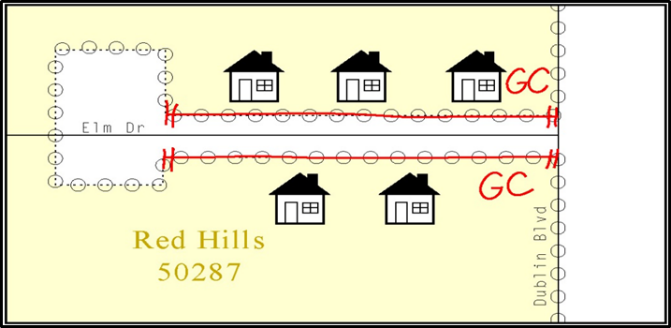 GC
Elm Dr
GC
Red Hills
50287
Dublin Blvd